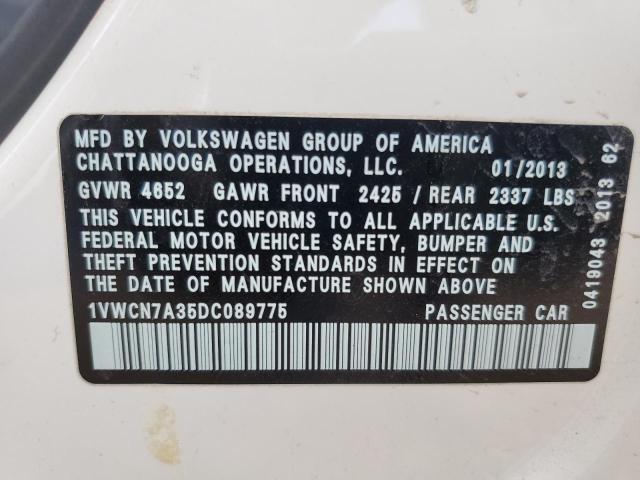 MFD BY VOLKSWAGEN GROUP OF AMERICA
CHATTANOOGA OPERATIONS, LLC. 01/2013
GVWR 4652 GAWR FRONT 2425 / REAR 2337 LBS
THIS VEHICLE CONFORMS TO ALL APPLICABLE U.S.
FEDERAL MOTOR VEHICLE SAFETY, BUMPER AND
THEFT PREVENTION STANDARDS IN EFFECT ON
THE DATE OF MANUFACTURE SHOWN ABOVE
1VWCN7A35DC089775 PASSENGER CAR
0419043 2013 62